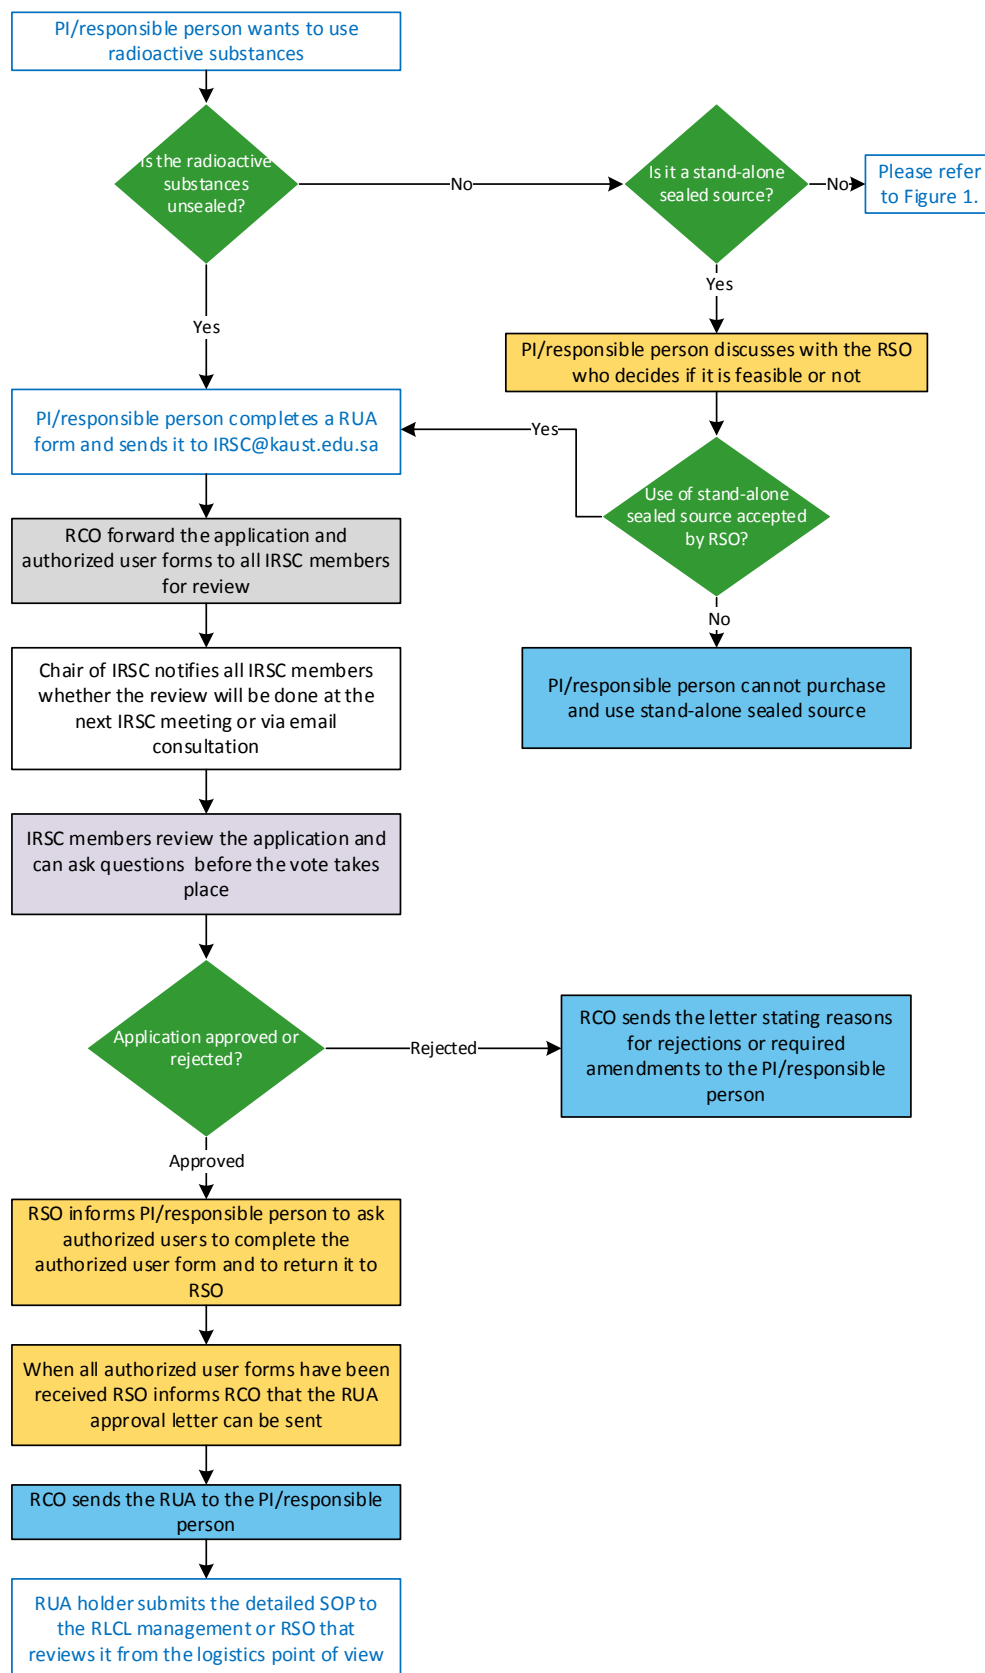 PI/responsible person wants to use
radioactive substances
Is the radioactive
substances
unsealed?
No
Is it a stand-alone
sealed source?
No
Please refer
to Figure 1.
Yes
Yes
PI/responsible person discusses with the RSO
who decides if it is feasible or not
PI/responsible person completes a RUA
form and sends it to IRSC@kaust.edu.sa
Yes
Use of stand-alone
sealed source accepted
by RSO?
RCO forward the application and
authorized user forms to all IRSC members
for review
No
Chair of IRSC notifies all IRSC members
whether the review will be done at the
next IRSC meeting or via email
consultation
PI/responsible person cannot purchase
and use stand-alone sealed source
IRSC members review the application and
can ask questions before the vote takes
place
Application approved or
rejected?
Rejected
RCO sends the letter stating reasons
for rejections or required
amendments to the PI/responsible
person
Approved
RSO informs PI/responsible person to ask
authorized users to complete the
authorized user form and to return it to
RSO
When all authorized user forms have been
received RSO informs RCO that the RUA
approval letter can be sent
RCO sends the RUA to the PI/responsible
person
RUA holder submits the detailed SOP to
the RLCL management or RSO that
reviews it from the logistics point of view